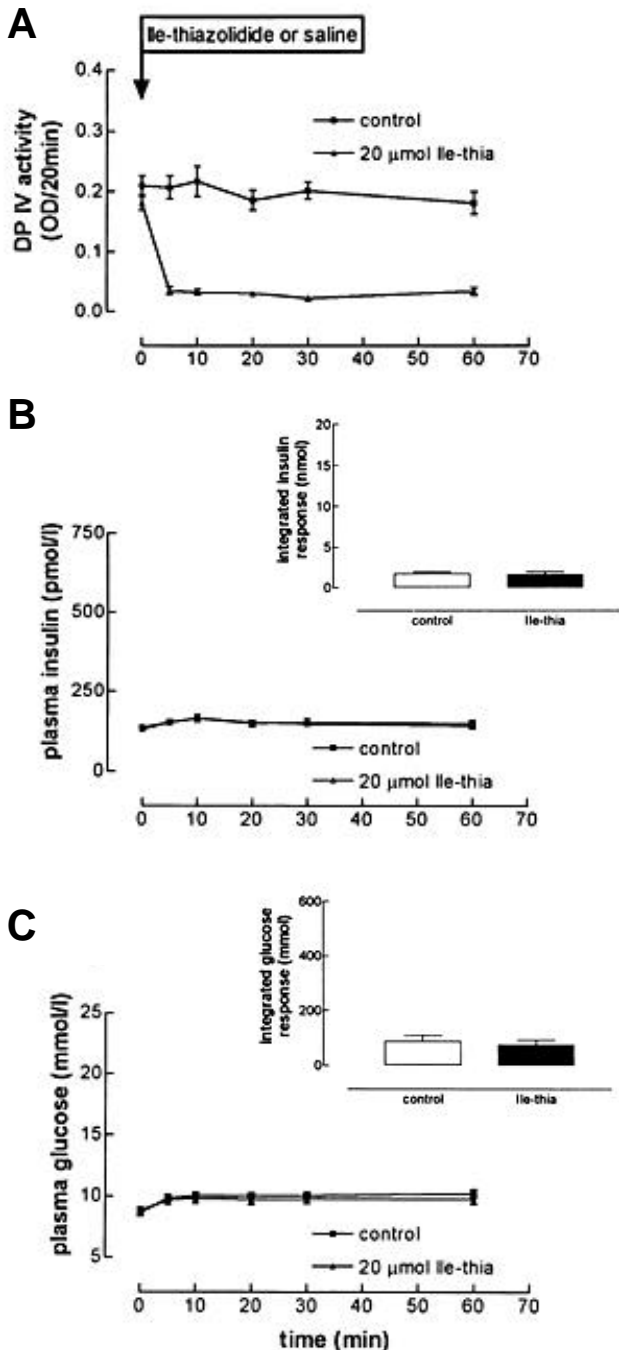 A
Ile-thiazolidide or saline
DP IV activity
(OD/20min)
0.4
0.3
0.2
0.1
0.0
control
20 μmol Ile-thia
0 10 20 30 40 50 60 70
B
integrated insulin
response (nmol)
20
15
10
5
0
control Ile-thia
plasma insulin (pmol/l)
750
500
250
0
control
20 μmol Ile-thia
0 10 20 30 40 50 60 70
C
integrated glucose
response (mmol)
600
400
200
0
control Ile-thia
plasma glucose (mmol/l)
25
20
15
10
5
control
20 μmol Ile-thia
0 10 20 30 40 50 60 70
time (min)